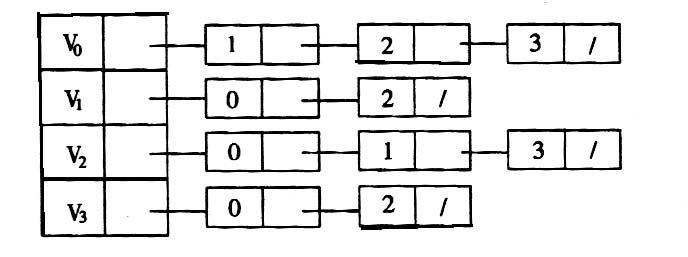 V₀ 1 2 3 /
V₁ 0 2 /
V₂ 0 1 3 /
V₃ 0 2 /